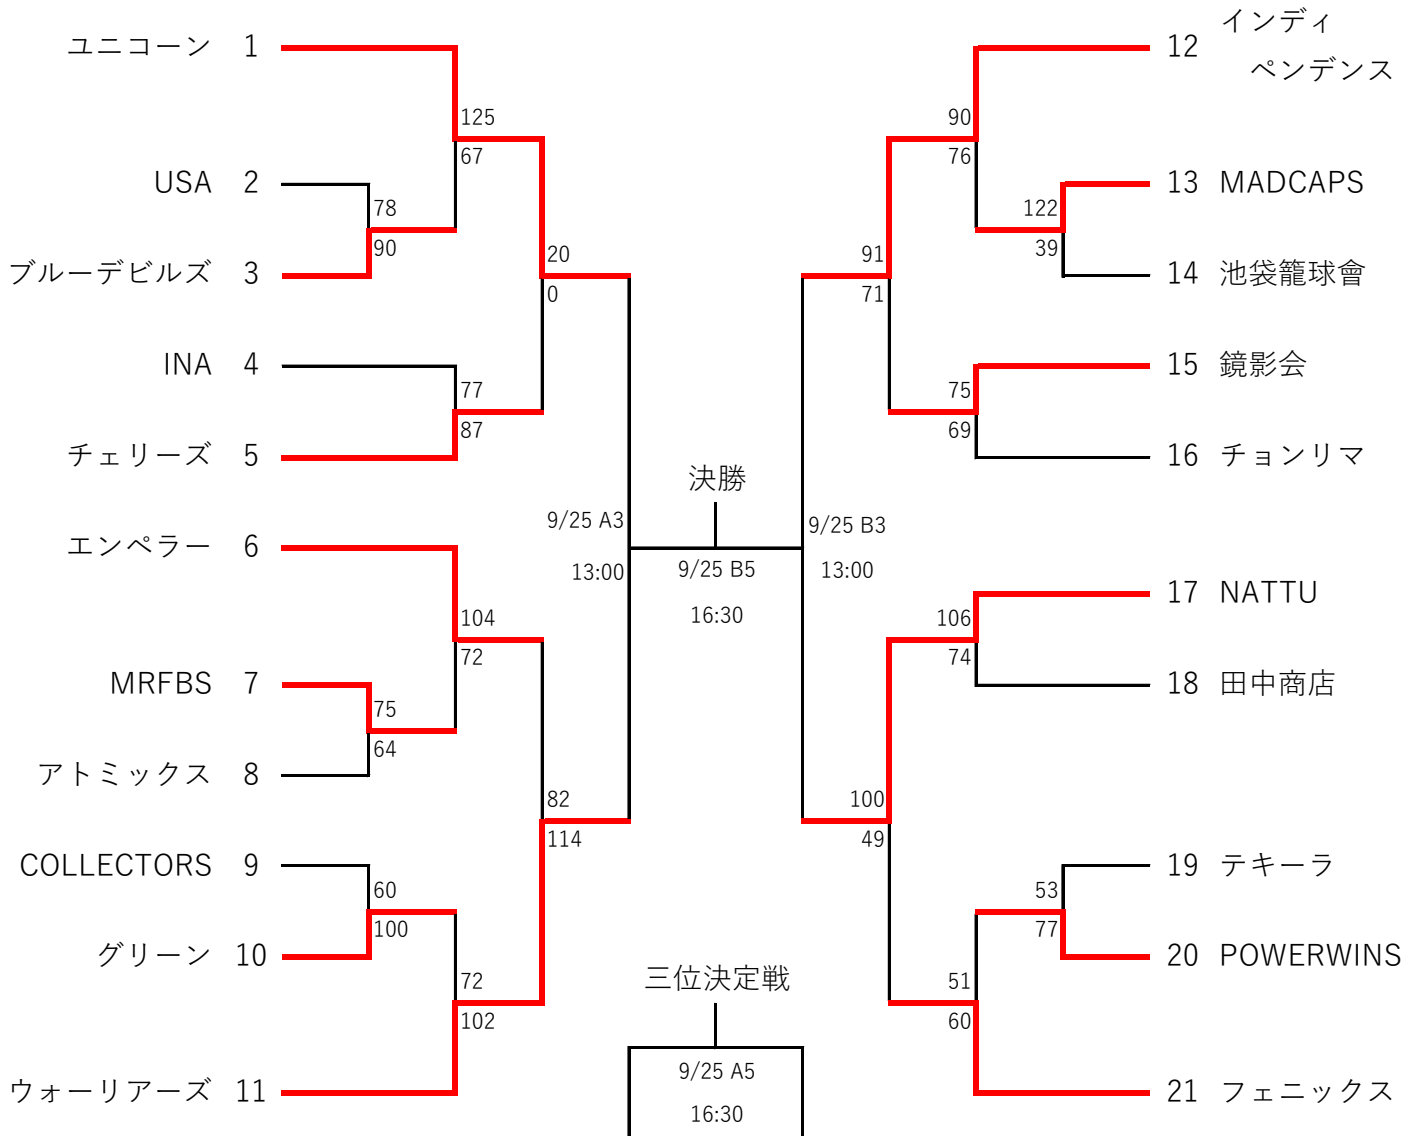 ユニコーン 1
125
67
USA 2
78
90
ブルーデビルズ 3
20
0
INA 4
77
87
チェリーズ 5
エンペラー 6
104
72
MRFBS 7
75
64
アトミックス 8
82
114
COLLECTORS 9
60
100
グリーン 10
72
102
ウォーリアーズ 11
9/25 A3
13:00
決勝
9/25 B5
16:30
9/25 B3
13:00
三位決定戦
9/25 A5
16:30
12 インディ
ペンデンス
90
76
13 MADCAPS
122
39
14 池袋籠球會
91
71
15 鏡影会
75
69
16 チョンリマ
17 NATTU
106
74
18 田中商店
100
49
19 テキーラ
53
77
20 POWERWINS
51
60
21 フェニックス